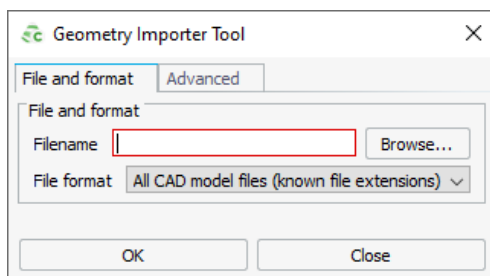 Geometry Importer Tool
File and format Advanced
File and format
Filename Browse...
File format All CAD model files (known file extensions)
OK Close